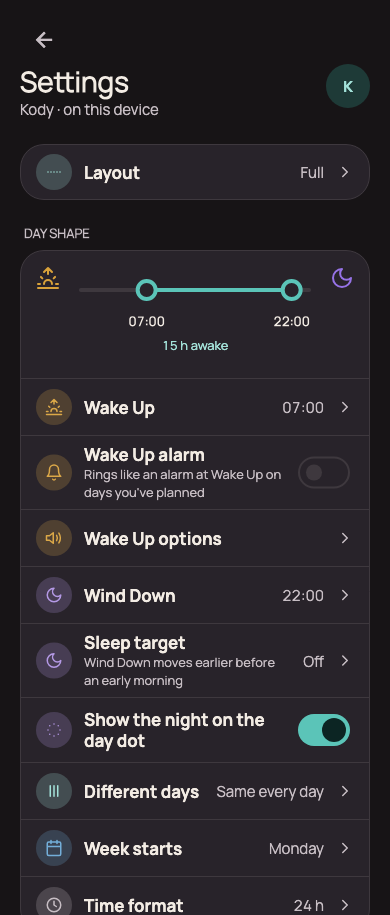 Settings
K
Kody · on this device
Layout
Full
DAY SHAPE
07:00
22:00
15 h awake
Wake Up
07:00
Wake Up alarm
Rings like an alarm at Wake Up on
days you've planned
Wake Up options
Wind Down
22:00
Sleep target
Wind Down moves earlier before
an early morning
Off
Show the night on the
day dot
Different days
Same every day
Week starts
Monday
Time format
24 h